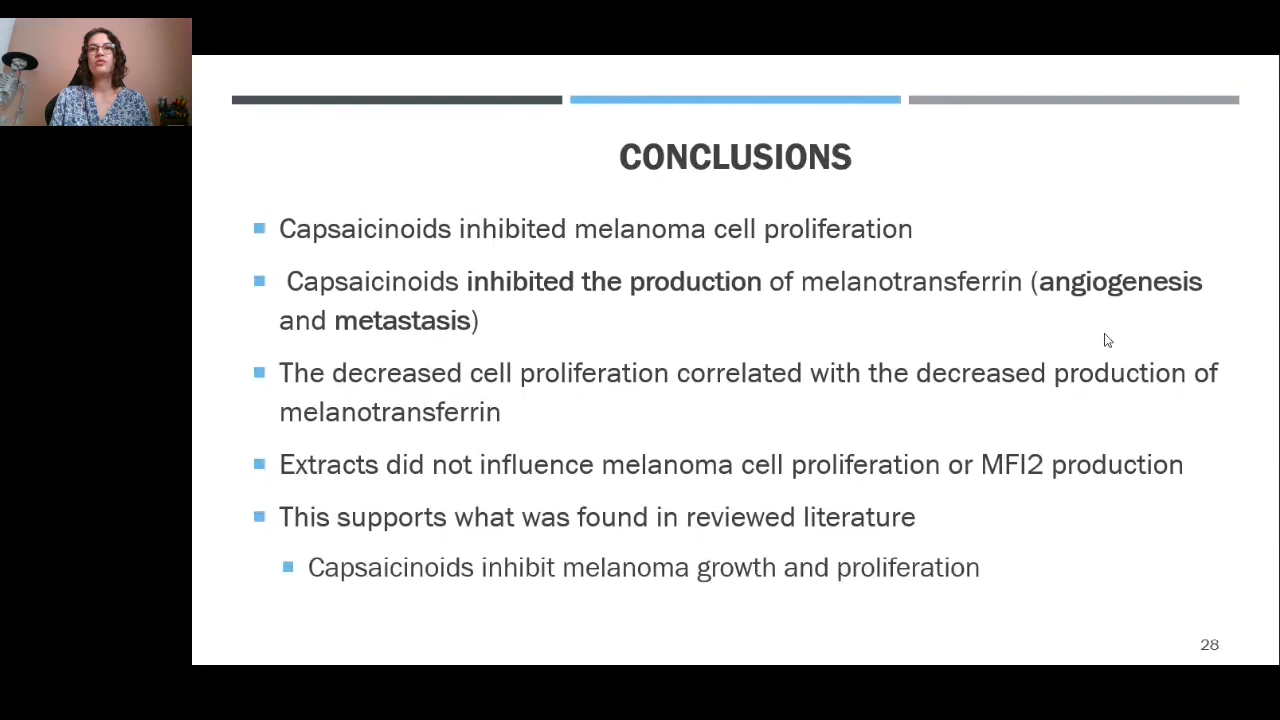 CONCLUSIONS
Capsaicinoids inhibited melanoma cell proliferation
Capsaicinoids inhibited the production of melanotransferrin (angiogenesis
and metastasis)
The decreased cell proliferation correlated with the decreased production of
melanotransferrin
Extracts did not influence melanoma cell proliferation or MFI2 production
This supports what was found in reviewed literature
Capsaicinoids inhibit melanoma growth and proliferation
28